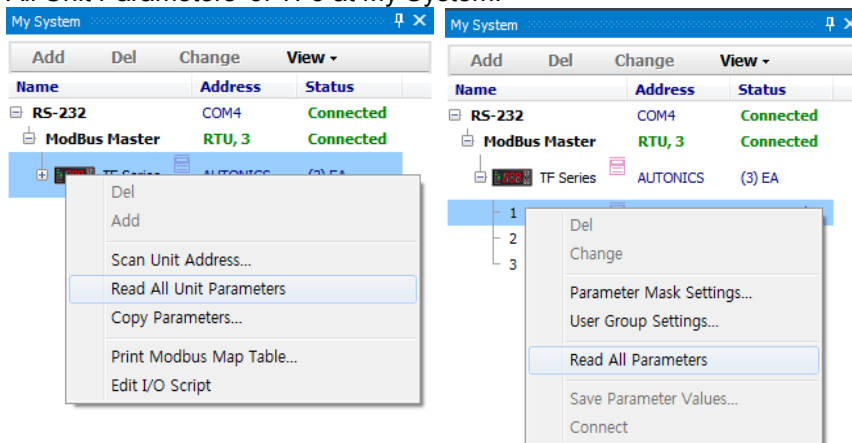 My System
Add Del Change View
Name Address Status
RS-232 COM4 Connected
ModBus Master RTU, 3 Connected
Del
Add
Scan Unit Address...
Read All Unit Parameters
Copy Parameters...
Print Modbus Map Table...
Edit I/O Script
My System
Add Del Change View
Name Address Status
RS-232 COM4 Connected
ModBus Master RTU, 3 Connected
TF Series AUTONICS (3) EA
1
2
3
Del
Change
Parameter Mask Settings...
User Group Settings...
Read All Parameters
Save Parameter Values...
Connect